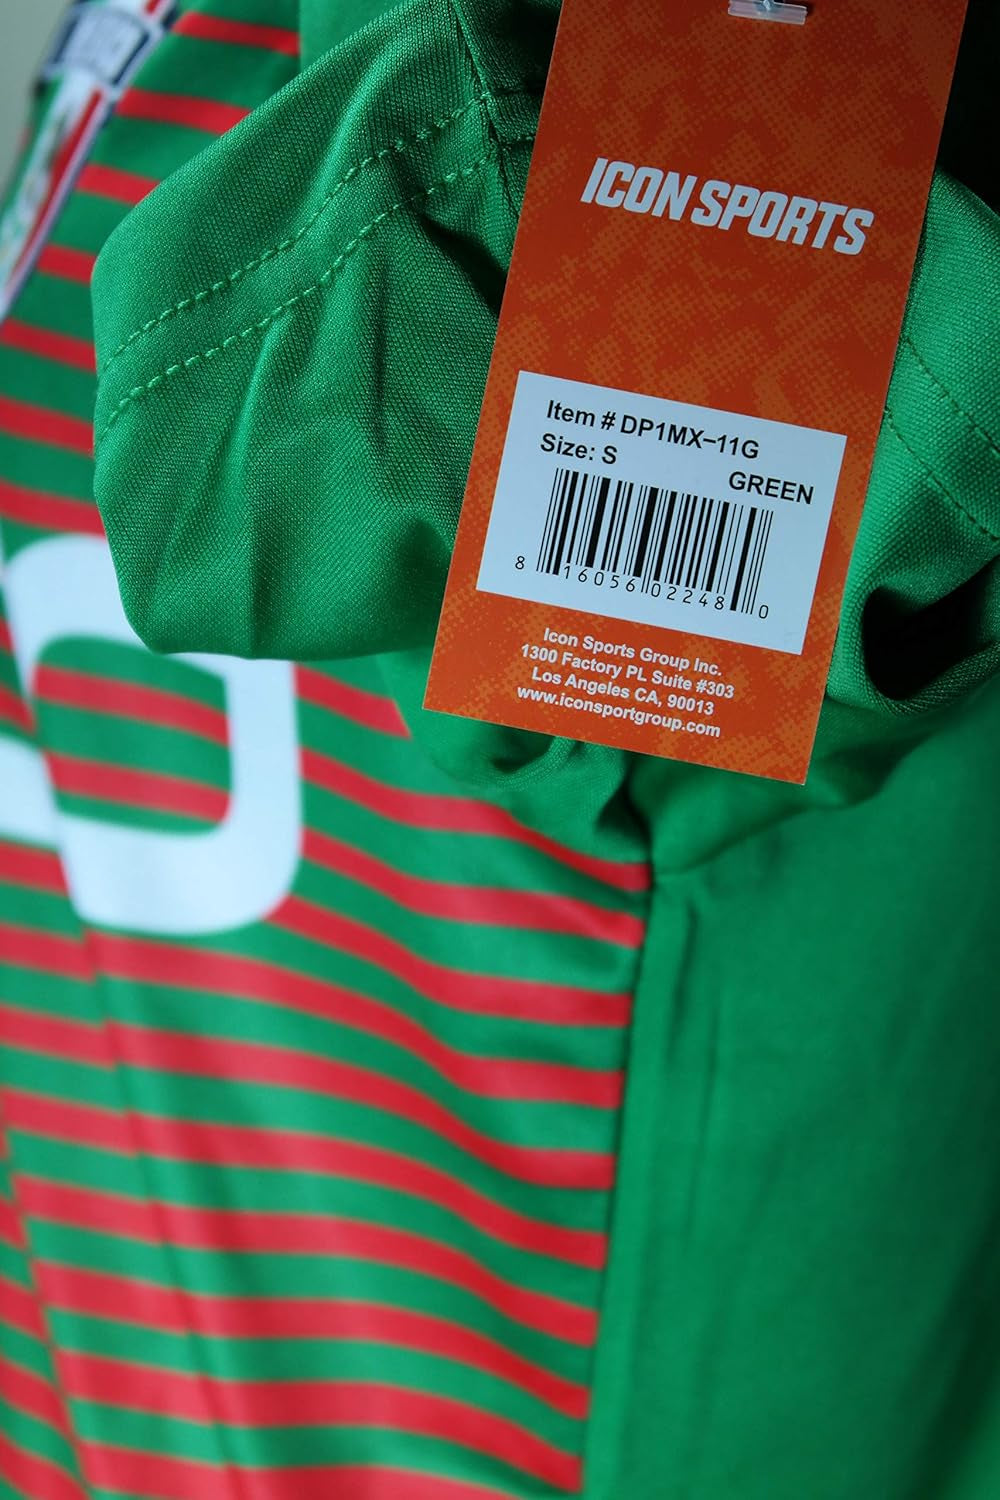 ICON SPORTS
Item # DP1MX–11G
Size: S
GREEN
8 16056 02248 0
Icon Sports Group Inc.
1300 Factory PL Suite #303
Los Angeles CA, 90013
www.iconsportgroup.com